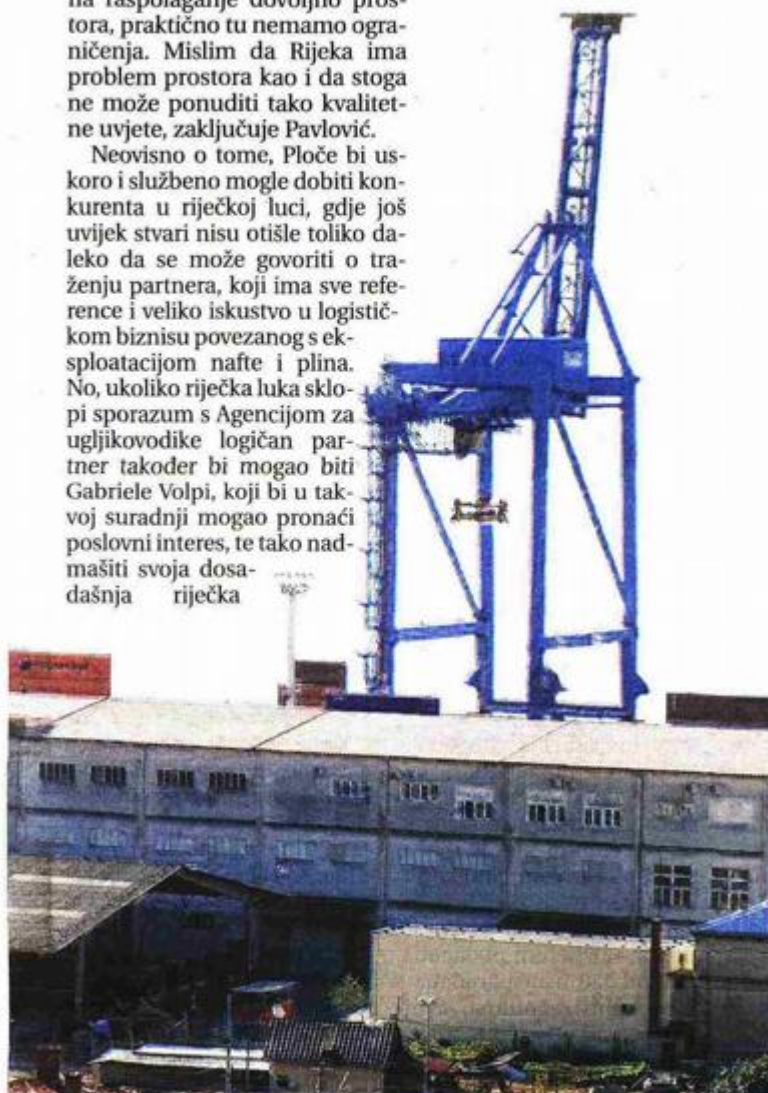 na raspolaganje dovoljno pros-
tora, praktično tu nemamo ogra-
ničenja. Mislim da Rijeka ima
problem prostora kao i da stoga
ne može ponuditi tako kvalitet-
ne uvjete, zaključuje Pavlović.
Neovisno o tome, Ploče bi us-
koro i službeno mogle dobiti kon-
kurenta u riječkoj luci, gdje još
uvijek stvari nisu otišle toliko da-
leko da se može govoriti o tra-
ženju partnera, koji ima sve refe-
rence i veliko iskustvo u logistič-
kom biznisu povezanog s ek-
sploatacijom nafte i plina.
No, ukoliko riječka luka sklo-
pi sporazum s Agencijom za
ugljikovodike logičan par-
tner također bi mogao biti
Gabriele Volpi, koji bi u tak-
voj suradnji mogao pronaći
poslovni interes, te tako nad-
mašiti svoja dosa-
dašnja riječka